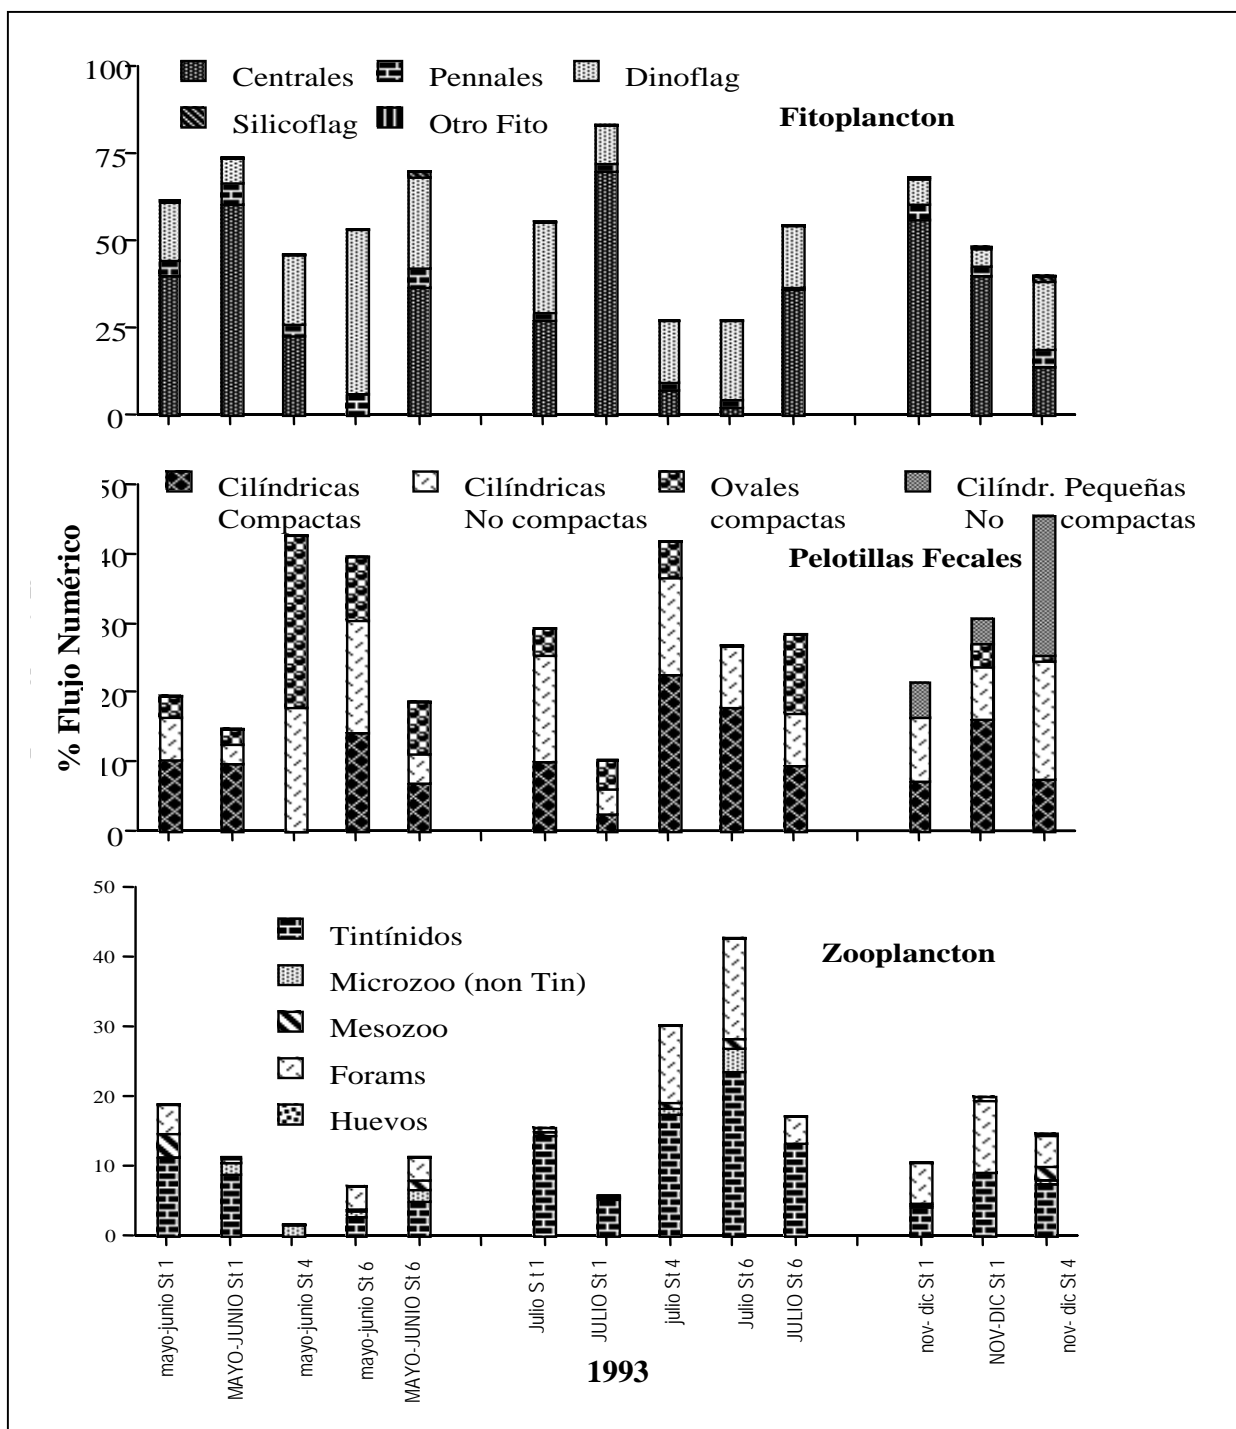 100 Centrales Pennales Dinoflag
Silicoflag Otro Fito Fitoplancton
75
50
25
0
50 Cilíndricas Cilíndricas Ovales Cilíndr. Pequeñas
Compactas No compactas compactas No compactas
40 Pelotillas Fecales
30
20
10
0
% Flujo Numérico
50
Tintínidos Zooplancton
40
Microzoo (non Tin)
Mesozoo
30
Forams
Huevos
20
10
0
mayo-junio St 1
MAYO-JUNIO St 1
mayo-junio St 4
mayo-junio St 6
MAYO-JUNIO St 6
Julio S t1
JULIO St 1
julio St 4
Julio St 6
JULIO St 6
nov- dic St 1
NOV-DIC St 1
nov- dic St 4
1993